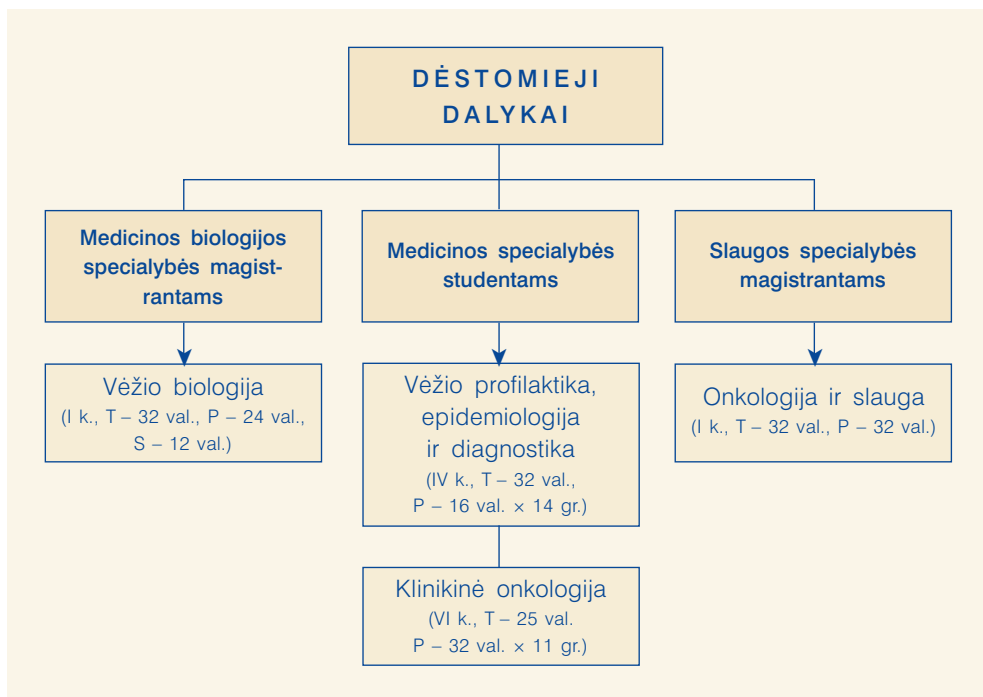 DĖSTOMIEJI
DALYKAI
Medicinos biologijos
specialybės magist-
rantams
Vėžio biologija
(I k., T – 32 val., P – 24 val.,
S – 12 val.)
Medicinos specialybės
studentams
Vėžio profilaktika,
epidemiologija
ir diagnostika
(IV k., T – 32 val.,
P – 16 val. × 14 gr.)
Klinikinė onkologija
(VI k., T – 25 val.
P – 32 val. × 11 gr.)
Slaugos specialybės
magistrantams
Onkologija ir slauga
(I k., T – 32 val., P – 32 val.)